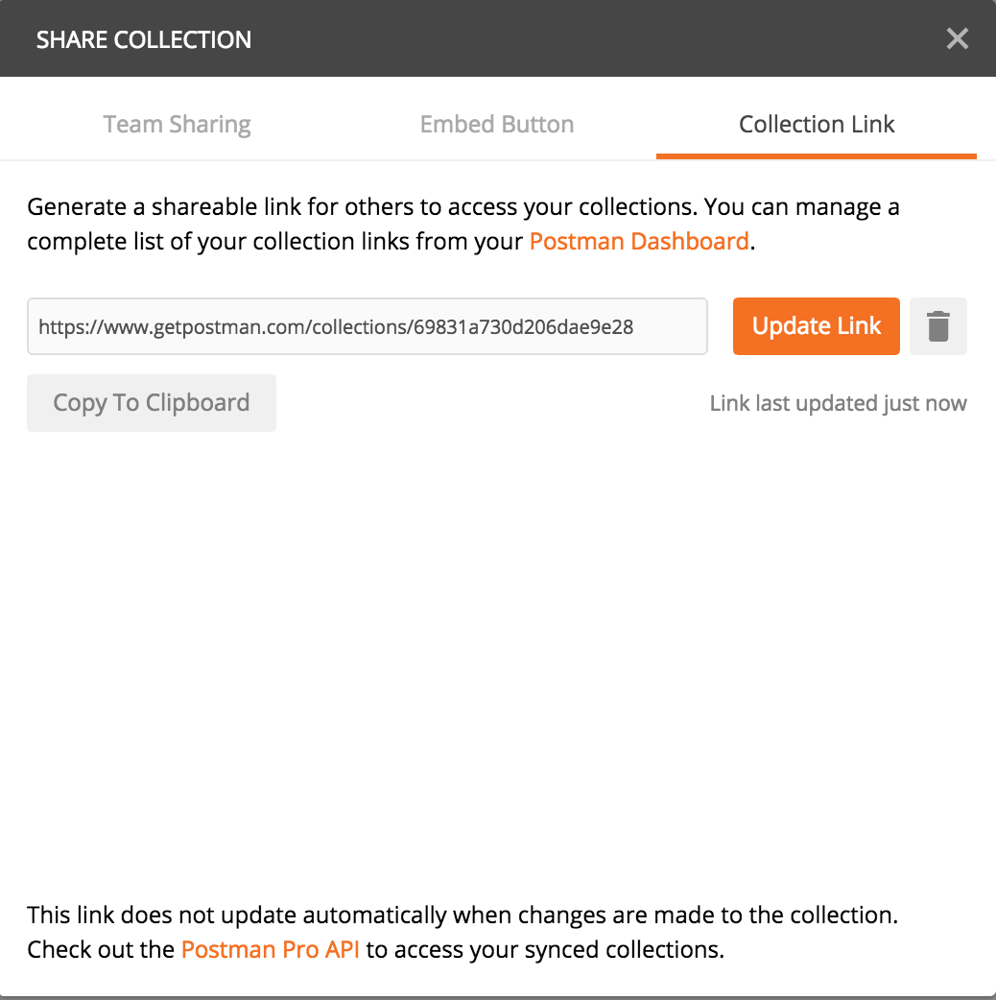 SHARE COLLECTION
Team Sharing
Embed Button
Collection Link
Generate a shareable link for others to access your collections. You can manage a
complete list of your collection links from your Postman Dashboard.
https://www.getpostman.com/collections/69831a730d206dae9e28
Update Link
Copy To Clipboard
Link last updated just now
This link does not update automatically when changes are made to the collection.
Check out the Postman Pro API to access your synced collections.